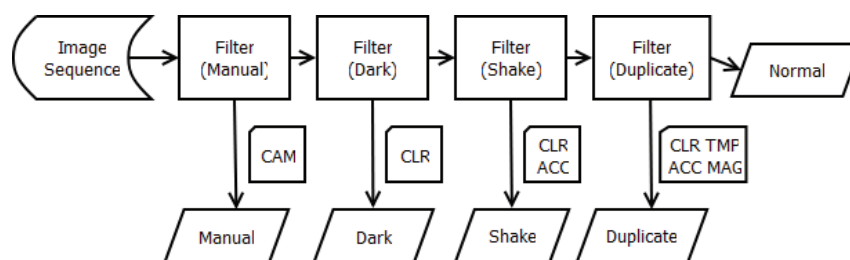 Image
Sequence
Filter
(Manual)
Filter
(Dark)
Filter
(Shake)
Filter
(Duplicate)
Normal
CAM
CLR
CLR
ACC
CLR TMP
ACC MAG
Manual
Dark
Shake
Duplicate